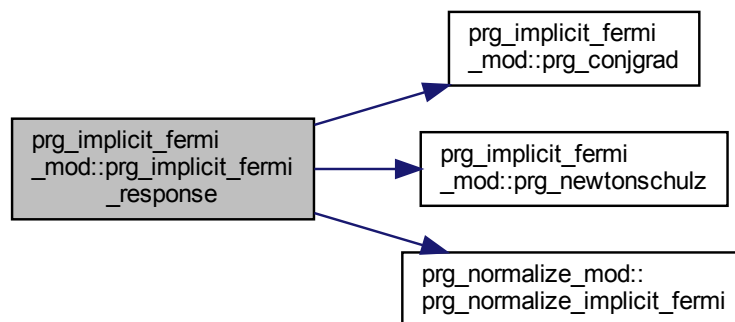 prg_implicit_fermi
_mod::prg_conjgrad
prg_implicit_fermi
_mod::prg_implicit_fermi
_response
prg_implicit_fermi
_mod::prg_newtonschulz
prg_normalize_mod::
prg_normalize_implicit_fermi